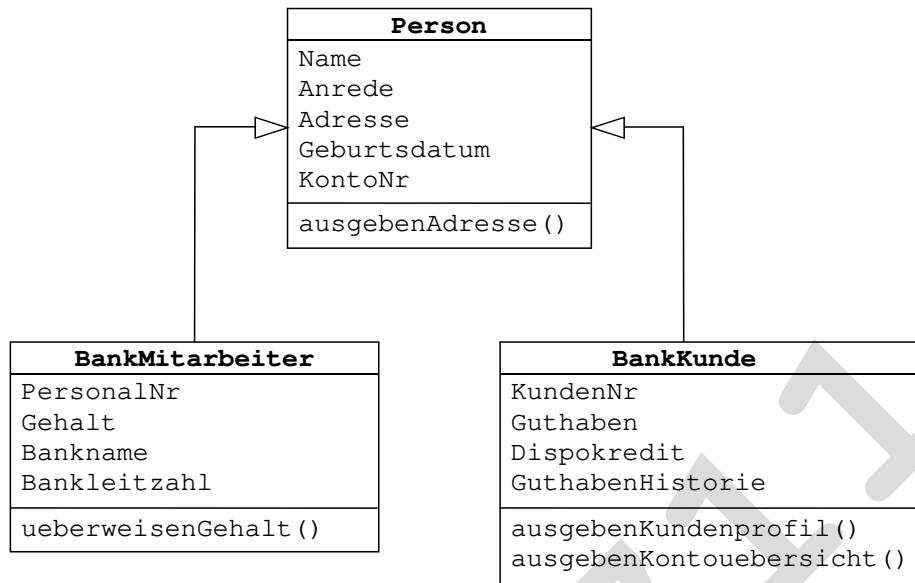 Person
Name
Anrede
Adresse
Geburtsdatum
KontoNr
ausgebenAdresse()
BankMitarbeiter
PersonalNr
Gehalt
Bankname
Bankleitzahl
ueberweisenGehalt()
BankKunde
KundenNr
Guthaben
Dispokredit
GuthabenHistorie
ausgebenKundenprofil()
ausgebenKontouebersicht()